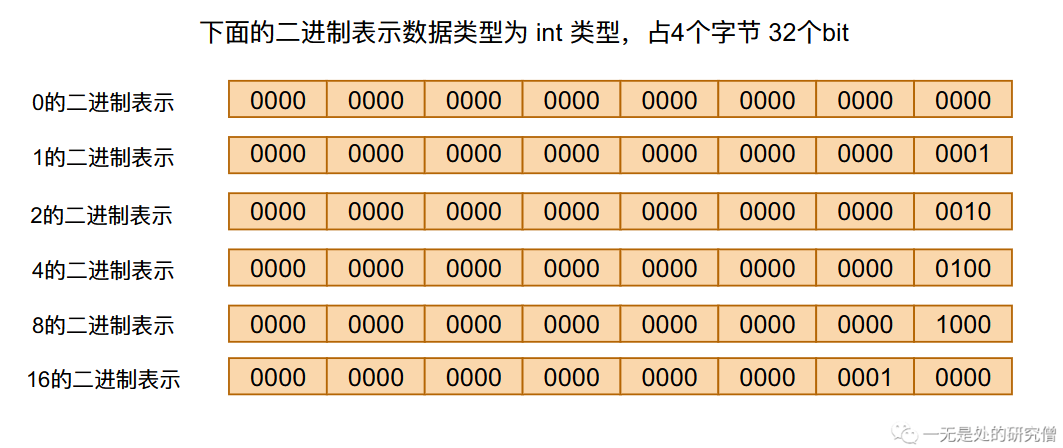 下面的二进制表示数据类型为 int 类型，占4个字节 32个bit
0的二进制表示 0000 0000 0000 0000 0000 0000 0000 0000
1的二进制表示 0000 0000 0000 0000 0000 0000 0000 0001
2的二进制表示 0000 0000 0000 0000 0000 0000 0000 0010
4的二进制表示 0000 0000 0000 0000 0000 0000 0000 0100
8的二进制表示 0000 0000 0000 0000 0000 0000 0000 1000
16的二进制表示 0000 0000 0000 0000 0000 0000 0001 0000
一无是处的研究僧